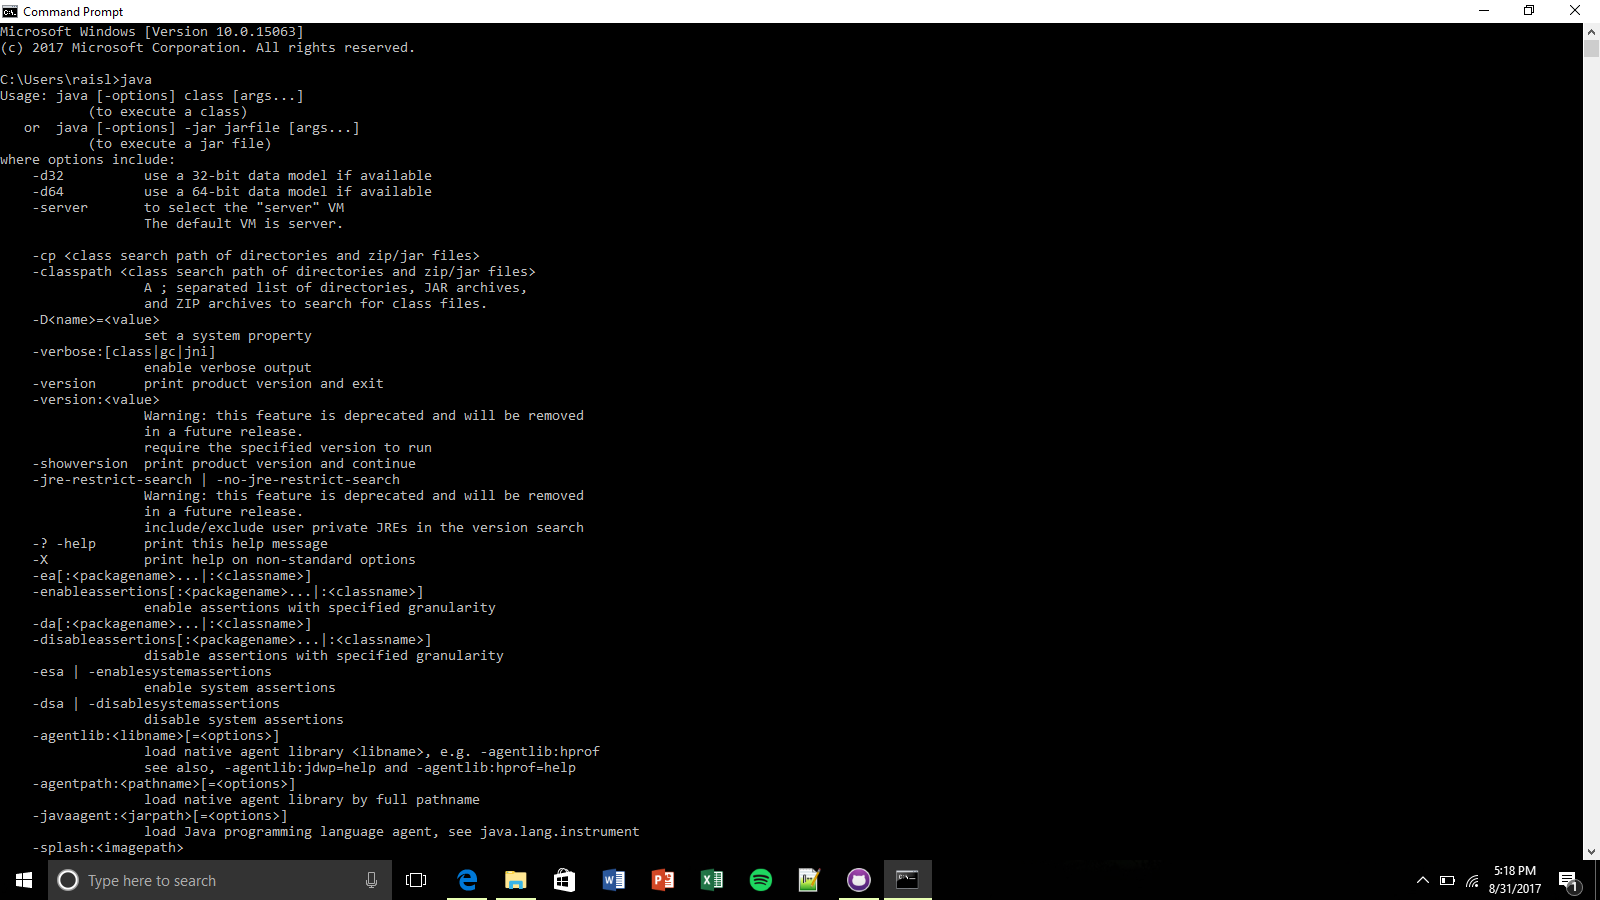 Command Prompt
Microsoft Windows [Version 10.0.15063]
(c) 2017 Microsoft Corporation. All rights reserved.
C:\Users\raisl>java
Usage: java [-options] class [args...]
           (to execute a class)
   or  java [-options] -jar jarfile [args...]
           (to execute a jar file)
where options include:
    -d32          use a 32-bit data model if available
    -d64          use a 64-bit data model if available
    -server       to select the "server" VM
                  The default VM is server.
    -cp <class search path of directories and zip/jar files>
    -classpath <class search path of directories and zip/jar files>
                  A ; separated list of directories, JAR archives,
                  and ZIP archives to search for class files.
    -D<name>=<value>
                  set a system property
    -verbose:[class|gc|jni]
                  enable verbose output
    -version      print product version and exit
    -version:<value>
                  Warning: this feature is deprecated and will be removed
                  in a future release.
                  require the specified version to run
    -showversion  print product version and continue
    -jre-restrict-search | -no-jre-restrict-search
                  Warning: this feature is deprecated and will be removed
                  in a future release.
                  include/exclude user private JREs in the version search
    -? -help      print this help message
    -X            print help on non-standard options
    -ea[:<packagename>...|:<classname>]
    -enableassertions[:<packagename>...|:<classname>]
                  enable assertions with specified granularity
    -da[:<packagename>...|:<classname>]
    -disableassertions[:<packagename>...|:<classname>]
                  disable assertions with specified granularity
    -esa | -enablesystemassertions
                  enable system assertions
    -dsa | -disablesystemassertions
                  disable system assertions
    -agentlib:<libname>[=<options>]
                  load native agent library <libname>, e.g. -agentlib:hprof
                  see also, -agentlib:jdwp=help and -agentlib:hprof=help
    -agentpath:<pathname>[=<options>]
                  load native agent library by full pathname
    -javaagent:<jarpath>[=<options>]
                  load Java programming language agent, see java.lang.instrument
    -splash:<imagepath>
Type here to search
5:18 PM
8/31/2017
1